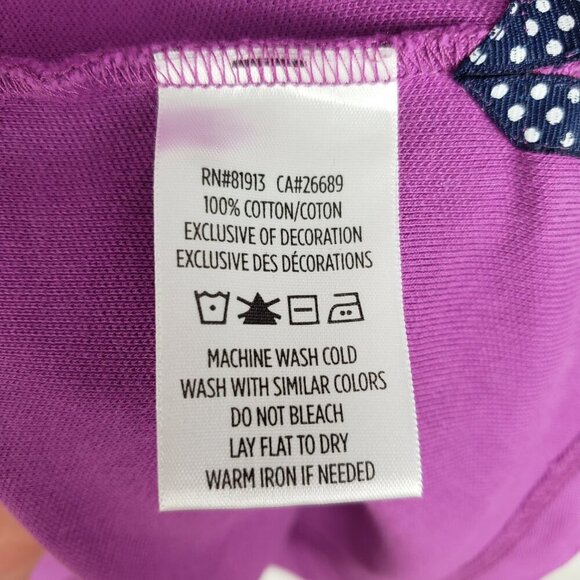 RN#81913 CA#26689
100% COTTON/COTON
EXCLUSIVE OF DECORATION
EXCLUSIVE DES DÉCORATIONS
MACHINE WASH COLD
WASH WITH SIMILAR COLORS
DO NOT BLEACH
LAY FLAT TO DRY
WARM IRON IF NEEDED